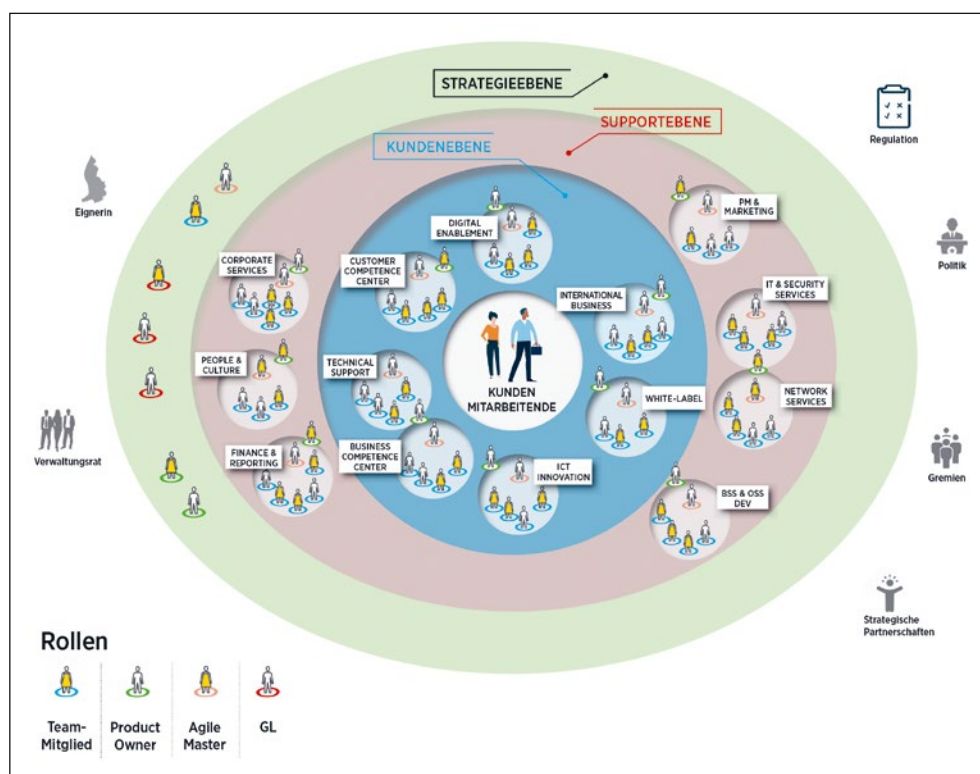 STRATEGIEEBENE
SUPPORTEBENE
KUNDENEBENE
Regulation
Eignerin
Politik
PM &
MARKETING
DIGITAL
ENABLEMENT
CORPORATE
SERVICES
CUSTOMER
COMPETENCE
CENTER
INTERNATIONAL
BUSINESS
IT & SECURITY
SERVICES
PEOPLE &
CULTURE
TECHNICAL
SUPPORT
KUNDEN
MITARBEITENDE
WHITE-LABEL
NETWORK
SERVICES
Verwaltungsrat
FINANCE &
REPORTING
BUSINESS
COMPETENCE
CENTER
ICT
INNOVATION
BSS & OSS
DEV
Gremien
Strategische
Partnerschaften
Rollen
Team-
Mitglied
Product
Owner
Agile
Master
GL